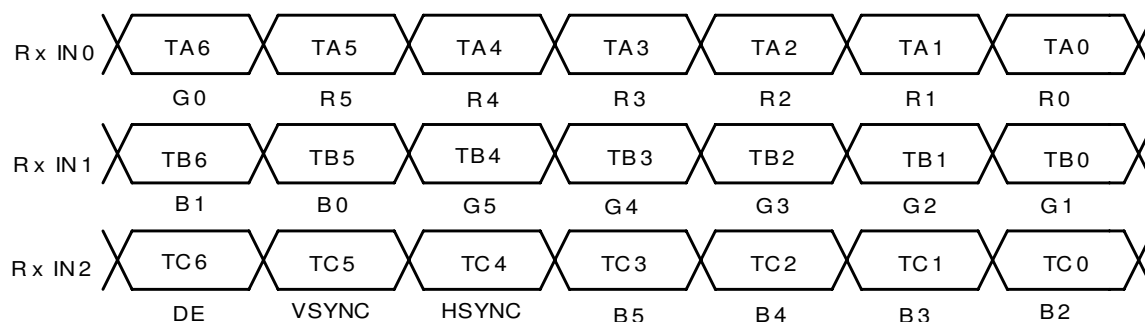 Rx IN0 TA6 TA5 TA4 TA3 TA2 TA1 TA0
G0 R5 R4 R3 R2 R1 R0
Rx IN1 TB6 TB5 TB4 TB3 TB2 TB1 TB0
B1 B0 G5 G4 G3 G2 G1
Rx IN2 TC6 TC5 TC4 TC3 TC2 TC1 TC0
DE VSYNC HSYNC B5 B4 B3 B2